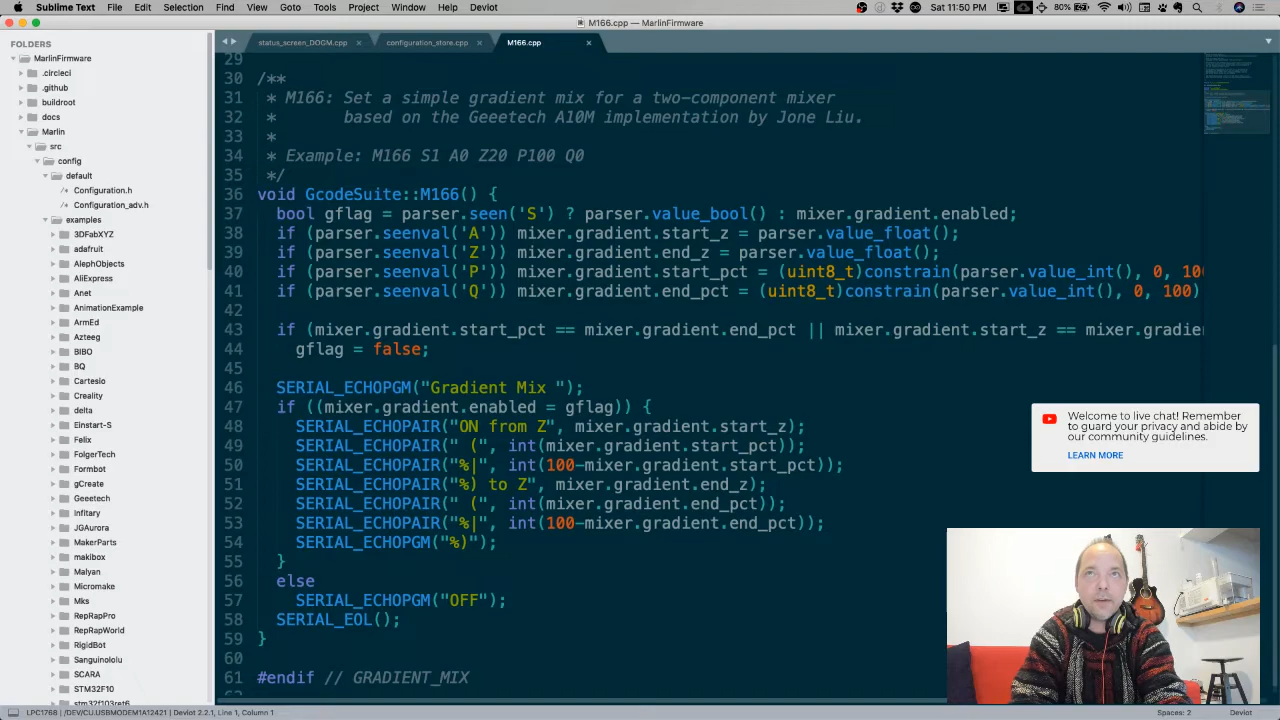 Sublime Text File Edit Selection Find View Goto Tools Project Window Help Deviot
80% Sat 11:50 PM
M166.cpp — MarlinFirmware
FOLDERS
MarlinFirmware
.circleci
.github
buildroot
docs
Marlin
src
config
default
/* Configuration.h
/* Configuration_adv.h
examples
3DFabXYZ
adafruit
AlephObjects
AliExpress
Anet
AnimationExample
ArmEd
Azteeg
BIBO
BQ
Cartesio
Creality
delta
Einstart-S
Felix
FolgerTech
Formbot
gCreate
Geeetech
Infitary
JGAurora
MakerParts
makibox
Malyan
Micromake
Mks
RepRapPro
RepRapWorld
RigidBot
Sanguinololu
SCARA
STM32F10
stm32f103ret6
status_screen_DOGM.cpp × configuration_store.cpp × M166.cpp ×
29
30 /**
31 * M166: Set a simple gradient mix for a two-component mixer
32 * based on the Geeetech A10M implementation by Jone Liu.
33 *
34 * Example: M166 S1 A0 Z20 P100 Q0
35 */
36 void GcodeSuite::M166() {
37 bool gflag = parser.seen('S') ? parser.value_bool() : mixer.gradient.enabled;
38 if (parser.seenval('A')) mixer.gradient.start_z = parser.value_float();
39 if (parser.seenval('Z')) mixer.gradient.end_z = parser.value_float();
40 if (parser.seenval('P')) mixer.gradient.start_pct = (uint8_t)constrain(parser.value_int(), 0, 100
41 if (parser.seenval('Q')) mixer.gradient.end_pct = (uint8_t)constrain(parser.value_int(), 0, 100)
42
43 if (mixer.gradient.start_pct == mixer.gradient.end_pct || mixer.gradient.start_z == mixer.gradie
44 gflag = false;
45
46 SERIAL_ECHOPGM("Gradient Mix ");
47 if ((mixer.gradient.enabled = gflag)) {
48 SERIAL_ECHOPAIR("ON from Z", mixer.gradient.start_z);
49 SERIAL_ECHOPAIR(" (", int(mixer.gradient.start_pct));
50 SERIAL_ECHOPAIR("%|", int(100-mixer.gradient.start_pct));
51 SERIAL_ECHOPAIR("%) to Z", mixer.gradient.end_z);
52 SERIAL_ECHOPAIR(" (", int(mixer.gradient.end_pct));
53 SERIAL_ECHOPAIR("%|", int(100-mixer.gradient.end_pct));
54 SERIAL_ECHOPGM("%)");
55 }
56 else
57 SERIAL_ECHOPGM("OFF");
58 SERIAL_EOL();
59 }
60
61 #endif // GRADIENT_MIX
Welcome to live chat! Remember
to guard your privacy and abide by
our community guidelines.
LEARN MORE
LPC1768 | /DEV/CU.USBMODEM1A12421 | Deviot 2.2.1, Line 1, Column 1
Spaces: 2 Deviot